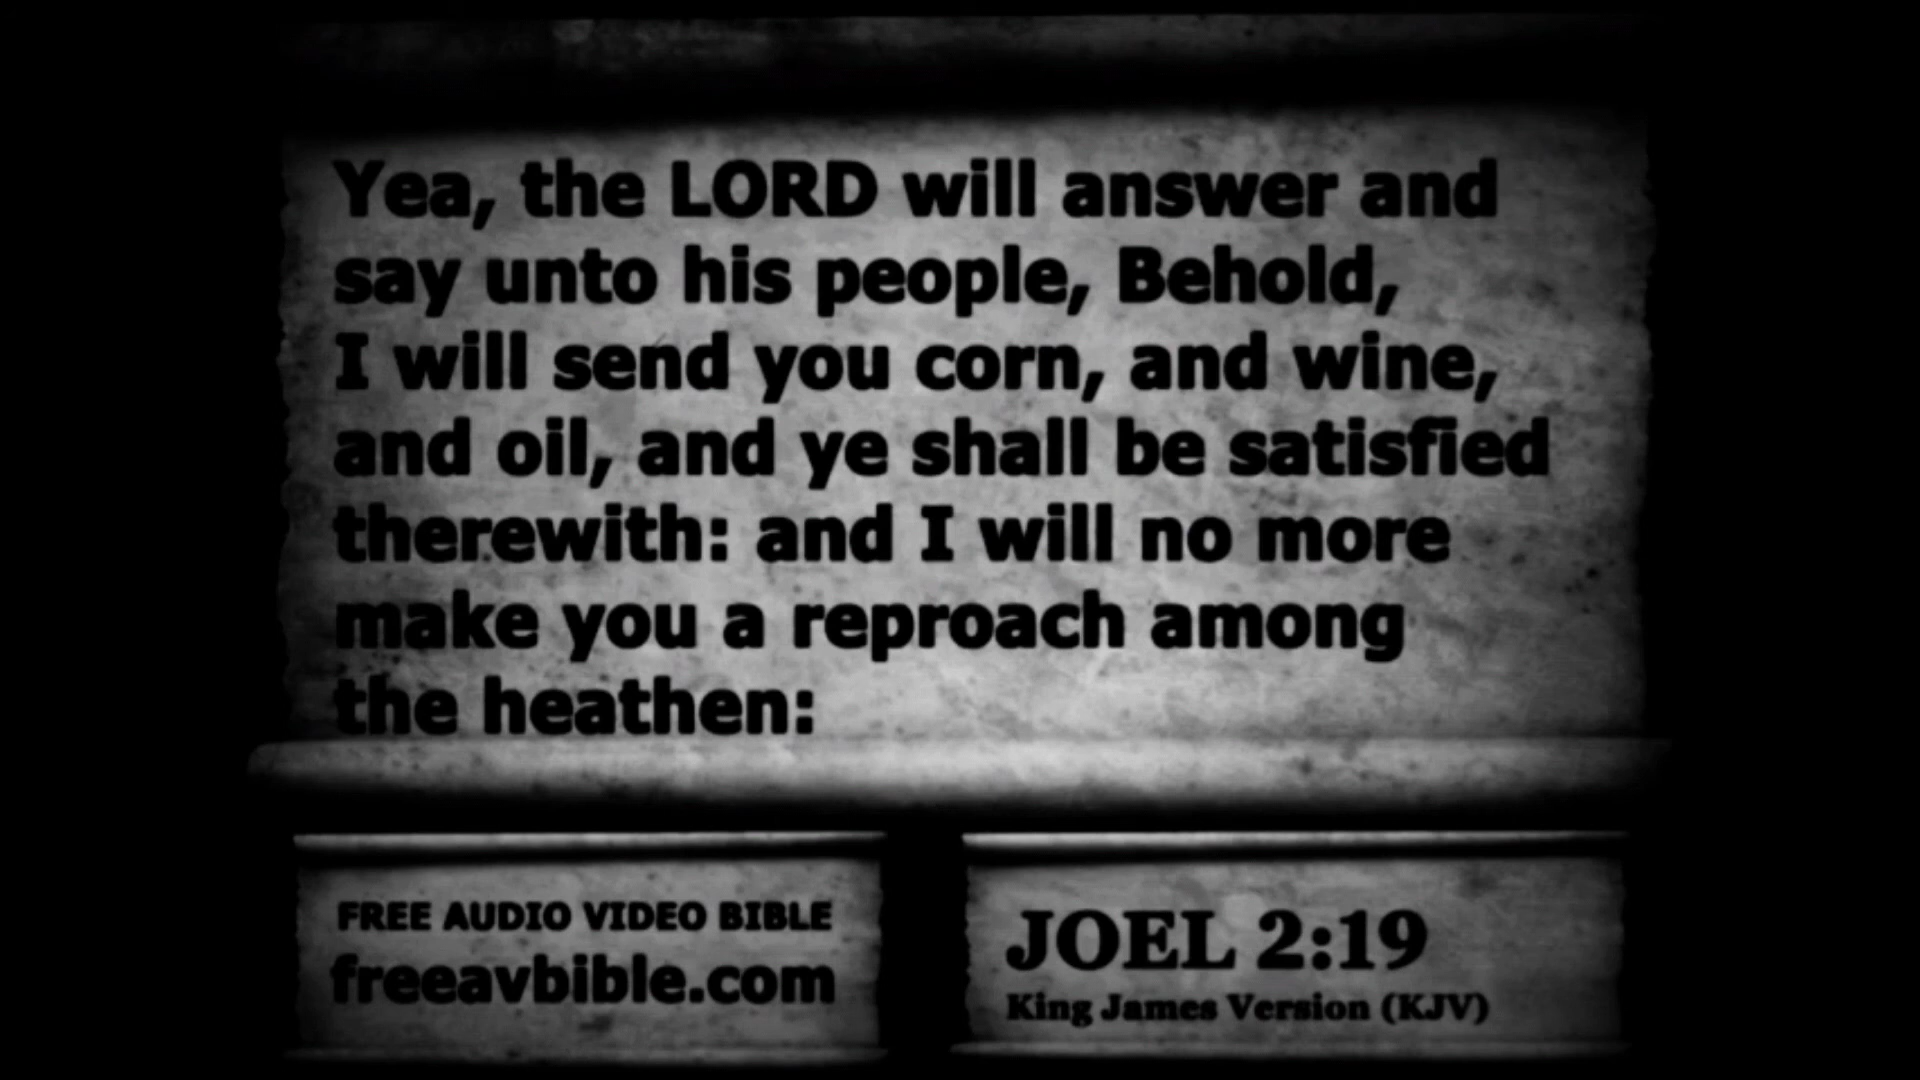 Yea, the LORD will answer and
say unto his people, Behold,
I will send you corn, and wine,
and oil, and ye shall be satisfied
therewith: and I will no more
make you a reproach among
the heathen:
FREE AUDIO VIDEO BIBLE
freeavbible.com
JOEL 2:19
King James Version (KJV)